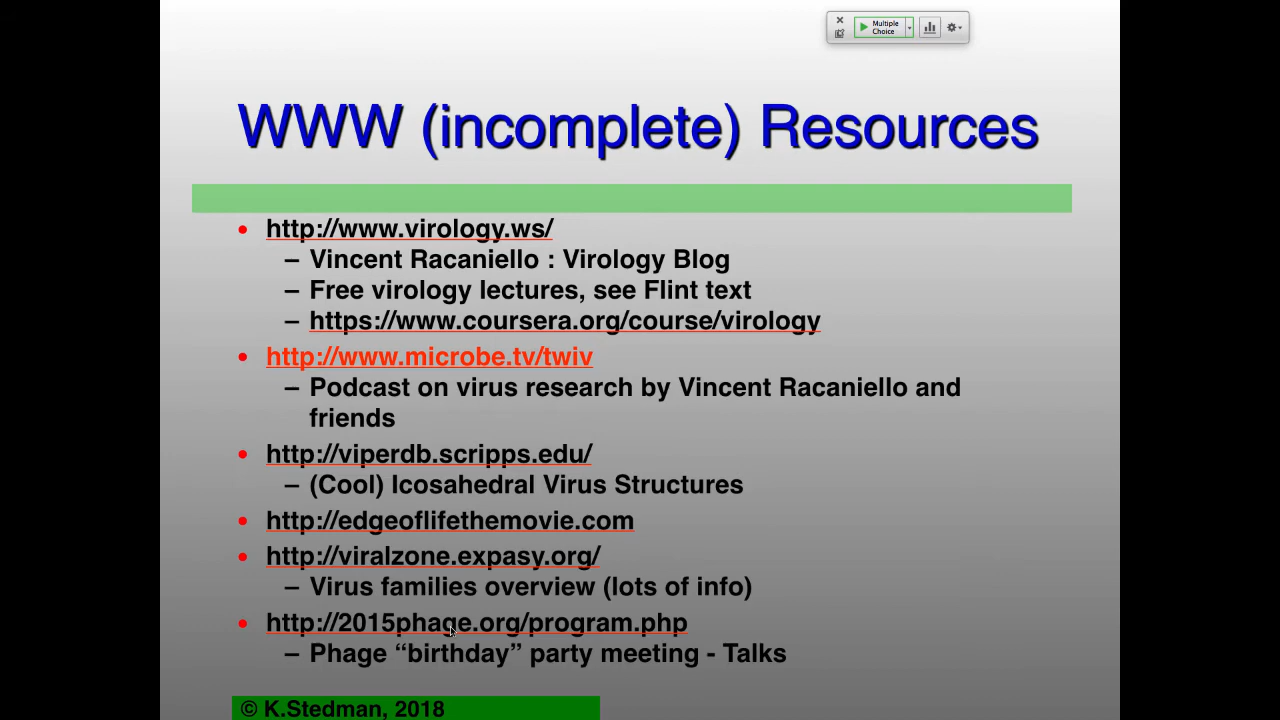 Multiple
Choice
WWW (incomplete) Resources
• http://www.virology.ws/
– Vincent Racaniello : Virology Blog
– Free virology lectures, see Flint text
– https://www.coursera.org/course/virology
• http://www.microbe.tv/twiv
– Podcast on virus research by Vincent Racaniello and
friends
• http://viperdb.scripps.edu/
– (Cool) Icosahedral Virus Structures
• http://edgeoflifethemovie.com
• http://viralzone.expasy.org/
– Virus families overview (lots of info)
• http://2015phage.org/program.php
– Phage “birthday” party meeting - Talks
© K.Stedman, 2018